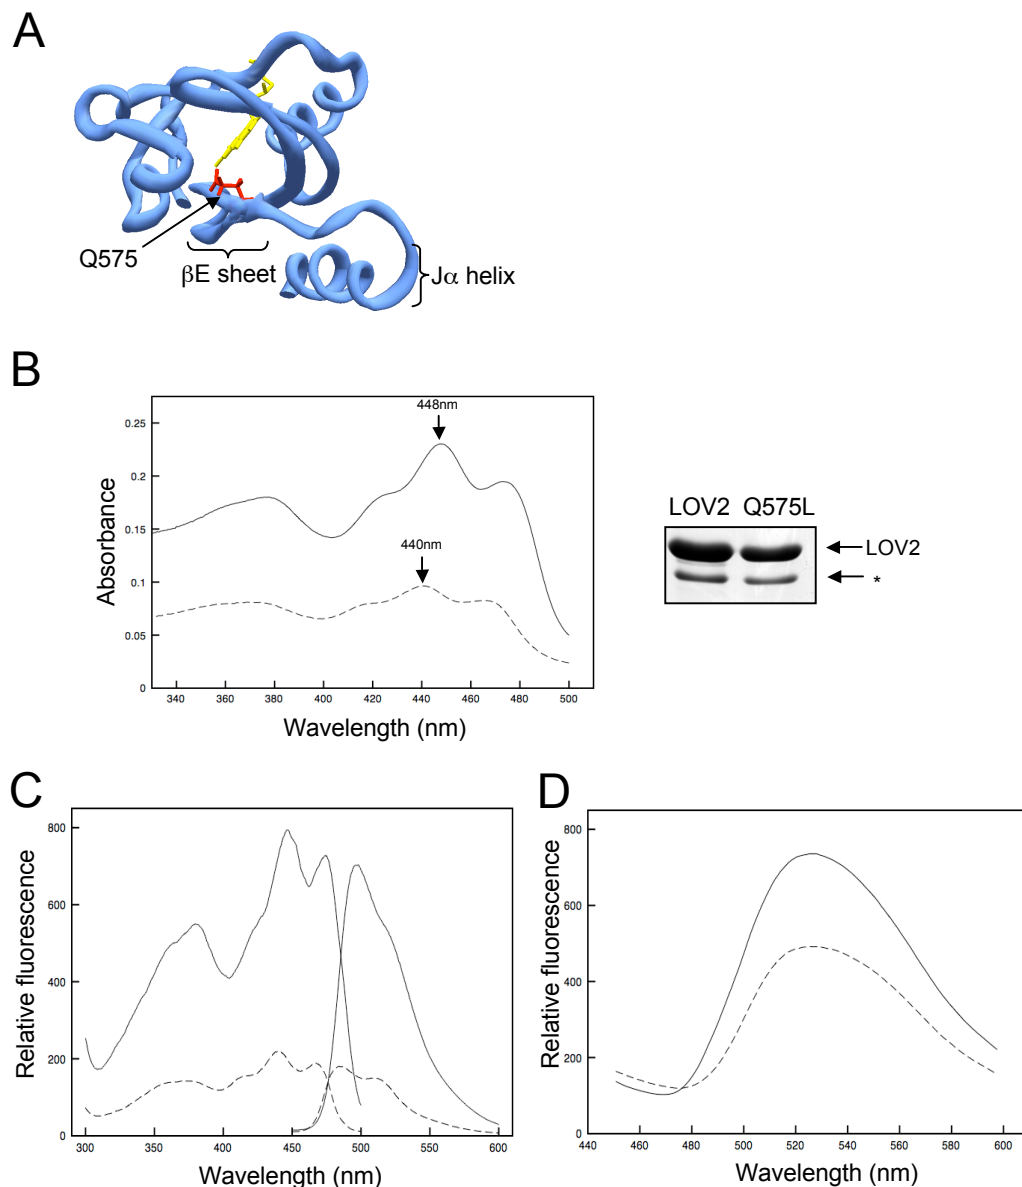 A
Q575
βE sheet
Jα helix
B
448nm
440nm
0.25
0.2
0.15
0.1
0.05
0
Absorbance
340 360 380 400 420 440 460 480 500
Wavelength (nm)
LOV2 Q575L
LOV2
*
C
800
600
400
200
0
Relative fluorescence
300 350 400 450 500 550 600
Wavelength (nm)
D
800
600
400
200
0
Relative fluorescence
440 460 480 500 520 540 560 580 600
Wavelength (nm)